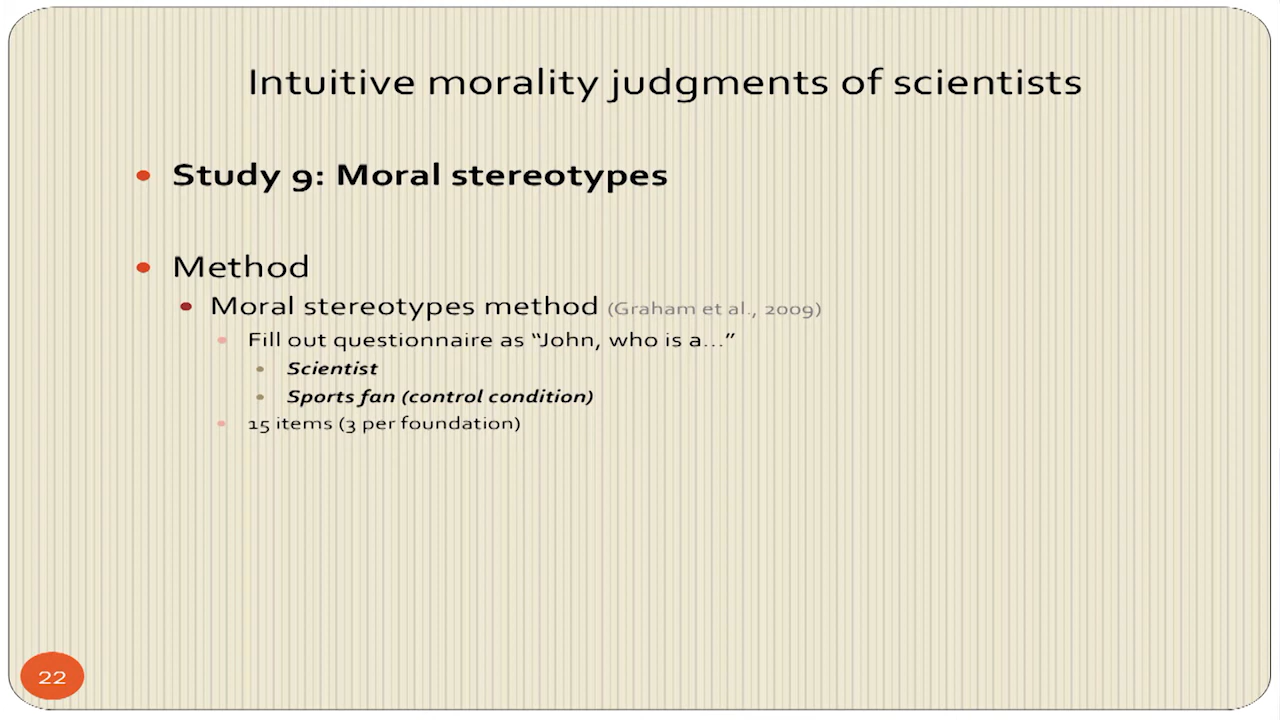 Intuitive morality judgments of scientists
Study 9: Moral stereotypes
Method
Moral stereotypes method (Graham et al., 2009)
Fill out questionnaire as “John, who is a…”
Scientist
Sports fan (control condition)
15 items (3 per foundation)
22